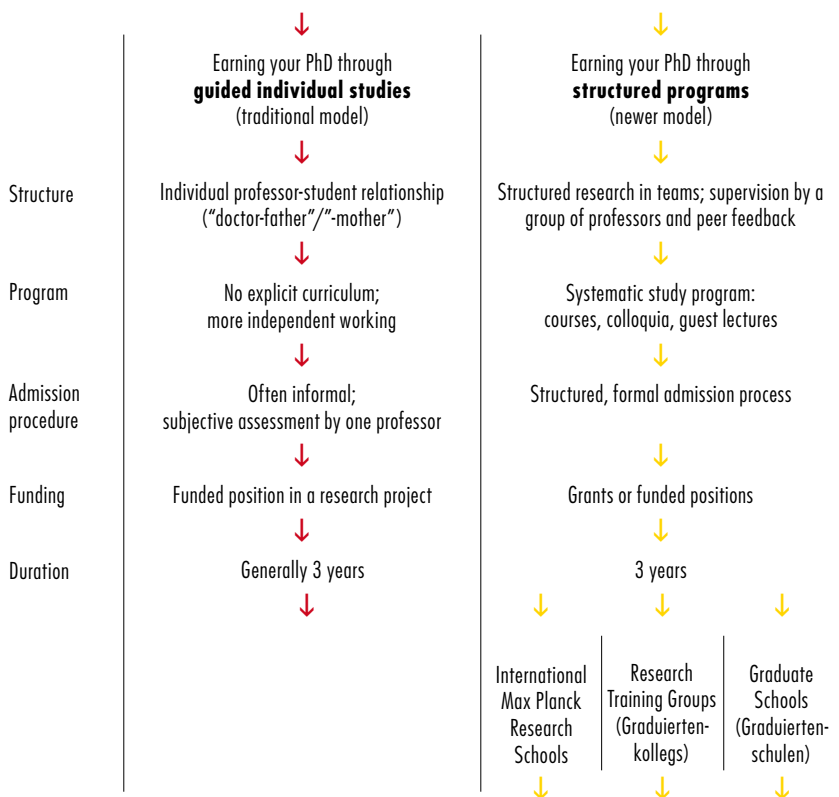 Earning your PhD through
guided individual studies
(traditional model)
Earning your PhD through
structured programs
(newer model)
Structure
Individual professor-student relationship
(“doctor-father”/”-mother”)
Structured research in teams; supervision by a
group of professors and peer feedback
Program
No explicit curriculum;
more independent working
Systematic study program:
courses, colloquia, guest lectures
Admission
procedure
Often informal;
subjective assessment by one professor
Structured, formal admission process
Funding
Funded position in a research project
Grants or funded positions
Duration
Generally 3 years
3 years
International
Max Planck
Research
Schools
Research
Training Groups
(Graduierten-
kollegs)
Graduate
Schools
(Graduierten-
schulen)